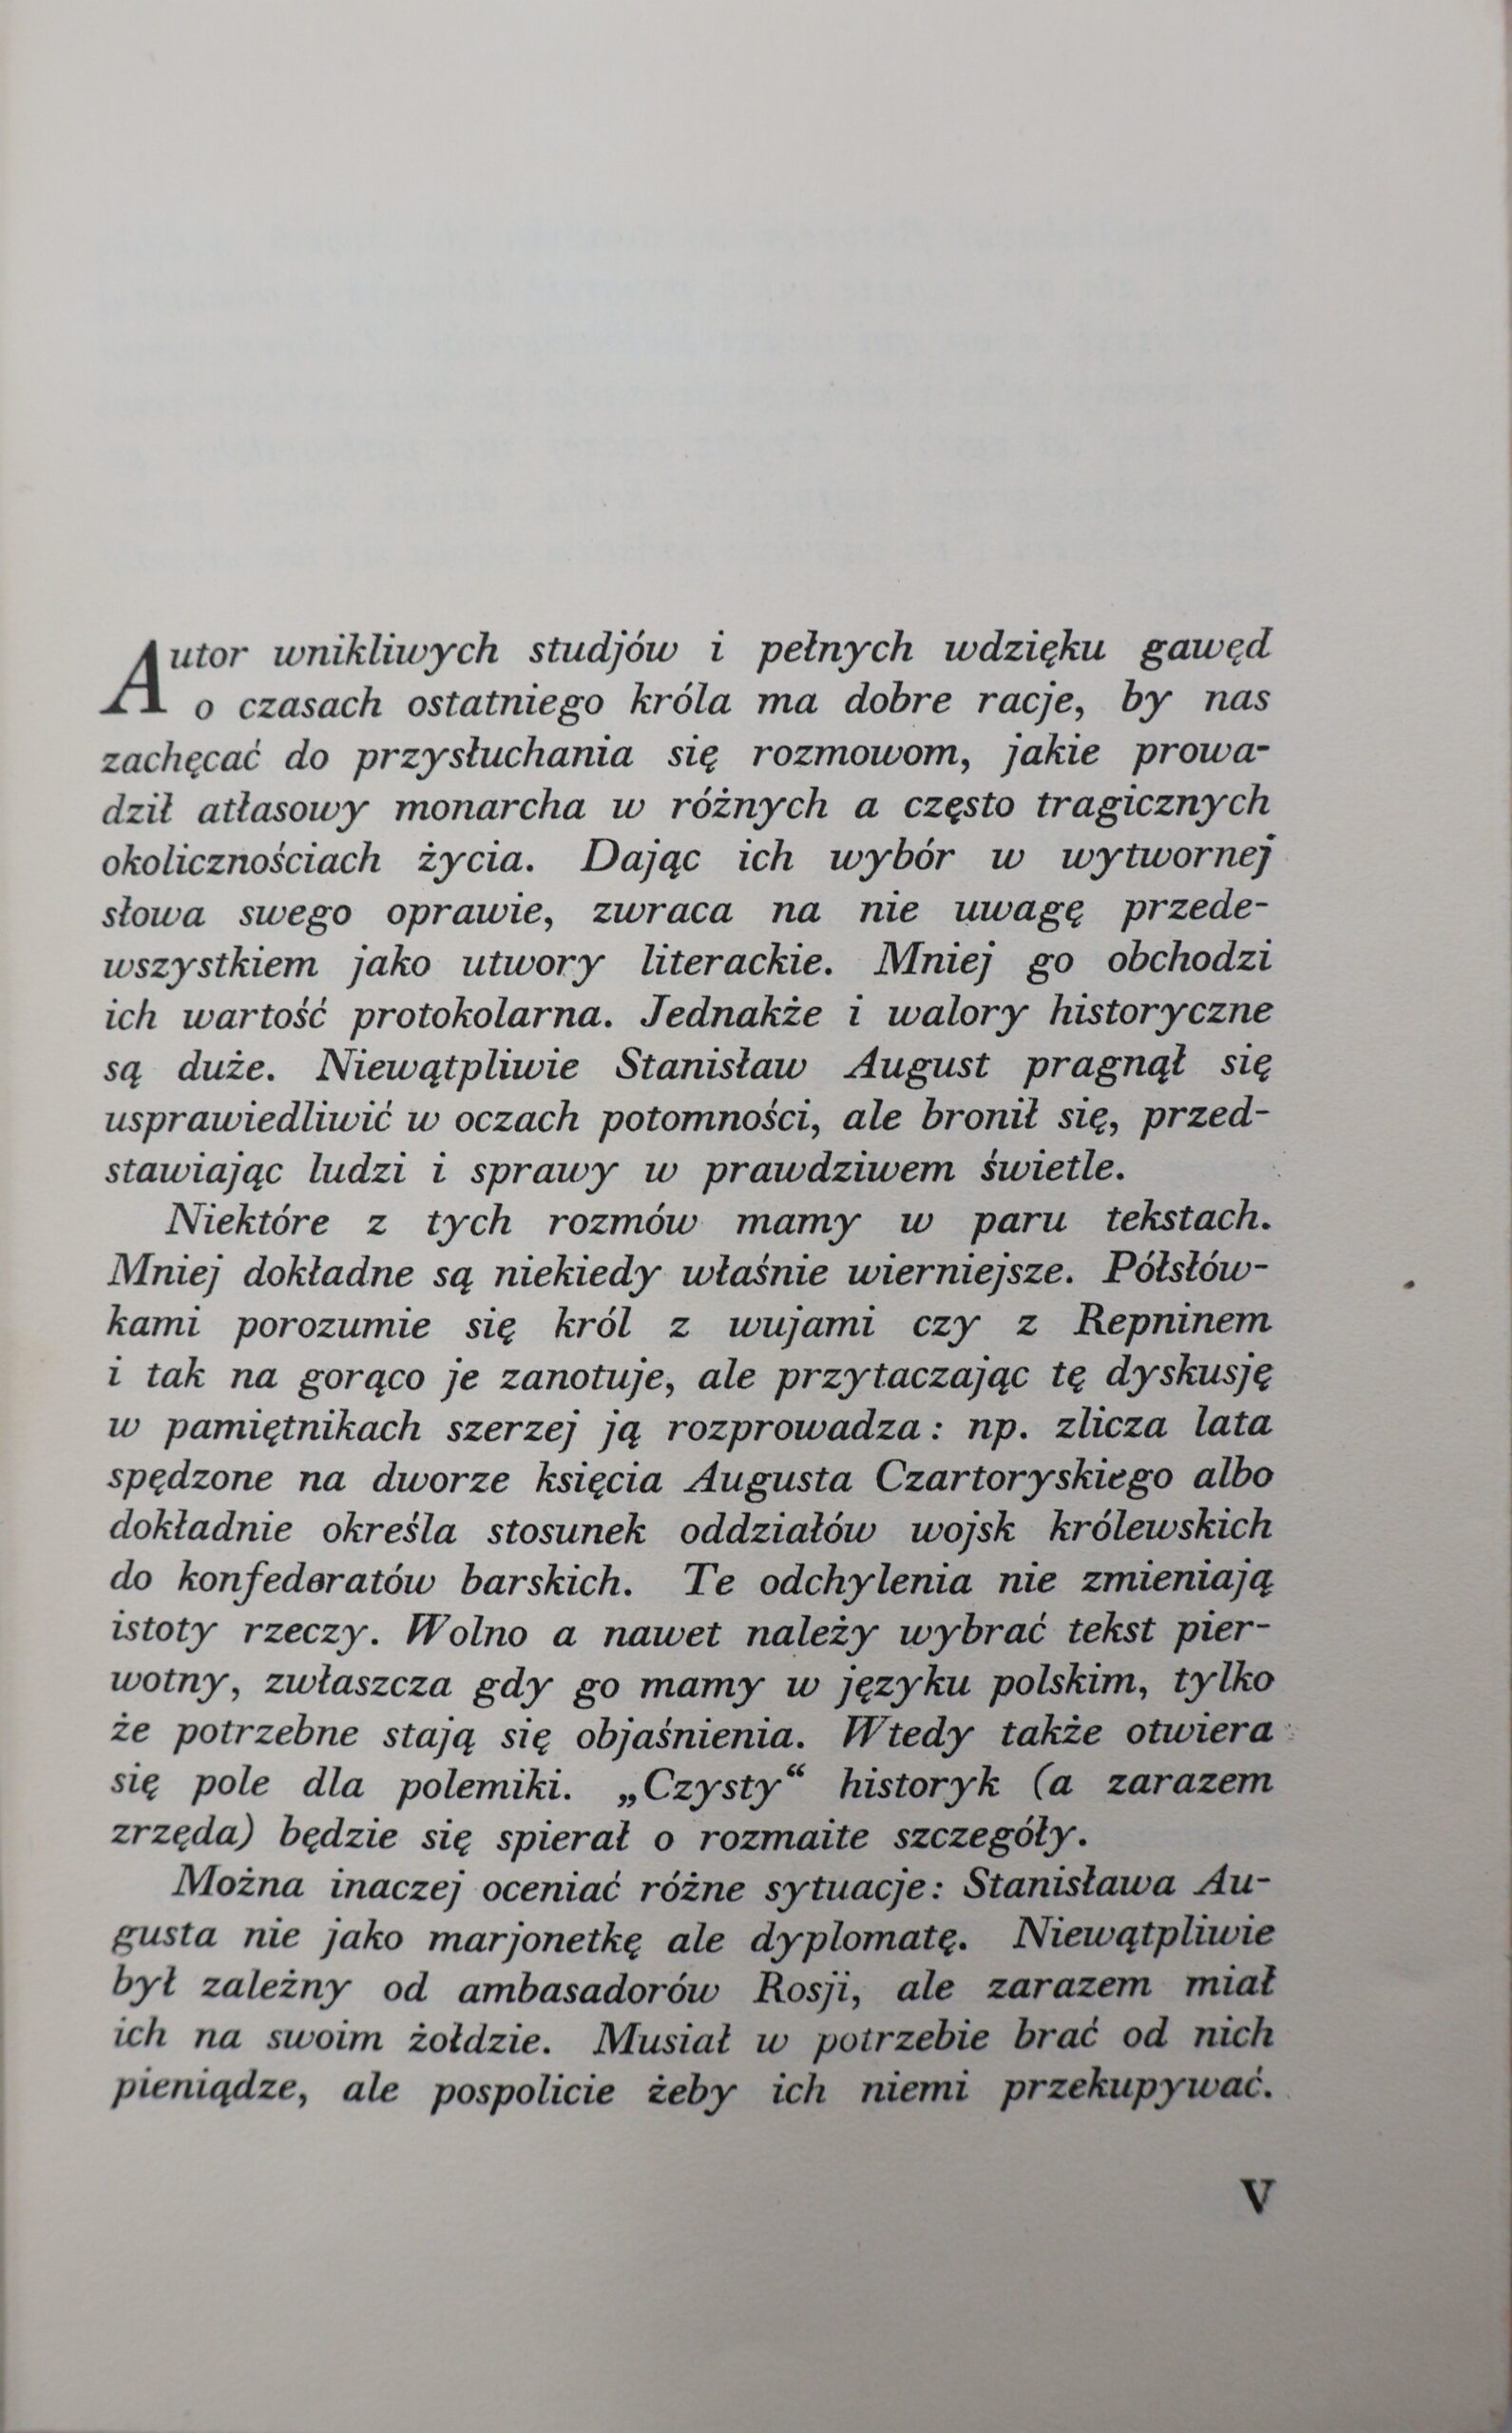 Autor wnikliwych studjów i pełnych wdzięku gawęd
o czasach ostatniego króla ma dobre racje, by nas
zachęcać do przysłuchania się rozmowom, jakie prowa-
dził atłasowy monarcha w różnych a często tragicznych
okolicznościach życia. Dając ich wybór w wytwornej
słowa swego oprawie, zwraca na nie uwagę przede-
wszystkiem jako utwory literackie. Mniej go obchodzi
ich wartość protokolarna. Jednakże i walory historyczne
są duże. Niewątpliwie Stanisław August pragnął się
usprawiedliwić w oczach potomności, ale bronił się, przed-
stawiając ludzi i sprawy w prawdziwem świetle.
Niektóre z tych rozmów mamy w paru tekstach.
Mniej dokładne są niekiedy właśnie wierniejsze. Półsłów-
kami porozumie się król z wujami czy z Repninem
i tak na gorąco je zanotuje, ale przytaczając tę dyskusję
w pamiętnikach szerzej ją rozprowadza: np. zlicza lata
spędzone na dworze księcia Augusta Czartoryskiego albo
dokładnie określa stosunek oddziałów wojsk królewskich
do konfederatów barskich. Te odchylenia nie zmieniają
istoty rzeczy. Wolno a nawet należy wybrać tekst pier-
wotny, zwłaszcza gdy go mamy w języku polskim, tylko
że potrzebne stają się objaśnienia. Wtedy także otwiera
się pole dla polemiki. „Czysty“ historyk (a zarazem
zrzęda) będzie się spierał o rozmaite szczegóły.
Można inaczej oceniać różne sytuacje: Stanisława Au-
gusta nie jako marjonetkę ale dyplomatę. Niewątpliwie
był zależny od ambasadorów Rosji, ale zarazem miał
ich na swoim żołdzie. Musiał w potrzebie brać od nich
pieniądze, ale pospolicie żeby ich niemi przekupywać.
V